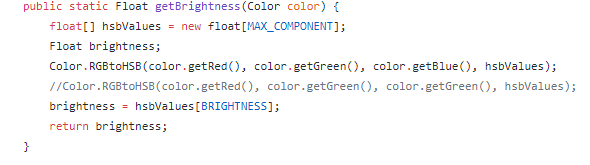 public static Float getBrightness(Color color) {
    float[] hsbValues = new float[MAX_COMPONENT];
    Float brightness;
    Color.RGBtoHSB(color.getRed(), color.getGreen(), color.getBlue(), hsbValues);
    //Color.RGBtoHSB(color.getRed(), color.getGreen(), color.getGreen(), hsbValues);
    brightness = hsbValues[BRIGHTNESS];
    return brightness;
}